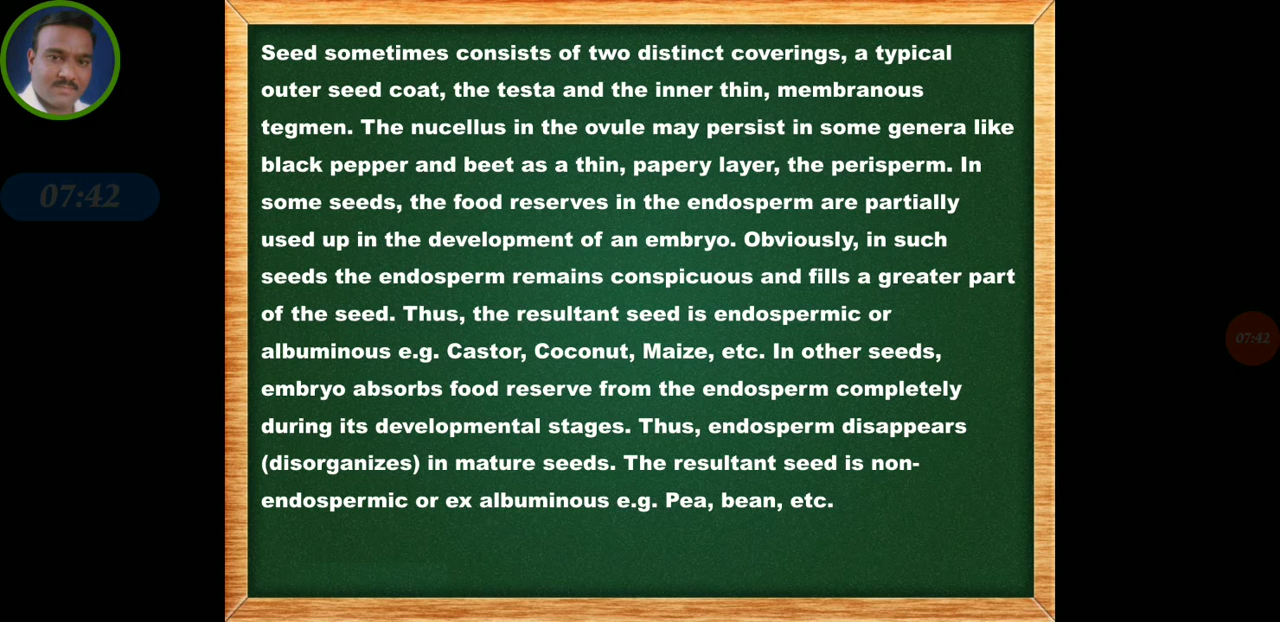 07:42
Seed sometimes consists of two distinct coverings, a typical
outer seed coat, the testa and the inner thin, membranous
tegmen. The nucellus in the ovule may persist in some genera like
black pepper and beet as a thin, papery layer, the perisperm. In
some seeds, the food reserves in the endosperm are partially
used up in the development of an embryo. Obviously, in such
seeds the endosperm remains conspicuous and fills a greater part
of the seed. Thus, the resultant seed is endospermic or
albuminous e.g. Castor, Coconut, Maize, etc. In other seeds,
embryo absorbs food reserve from the endosperm completely
during its developmental stages. Thus, endosperm disappears
(disorganizes) in mature seeds. The resultant seed is non-
endospermic or ex albuminous e.g. Pea, bean, etc.
07:42